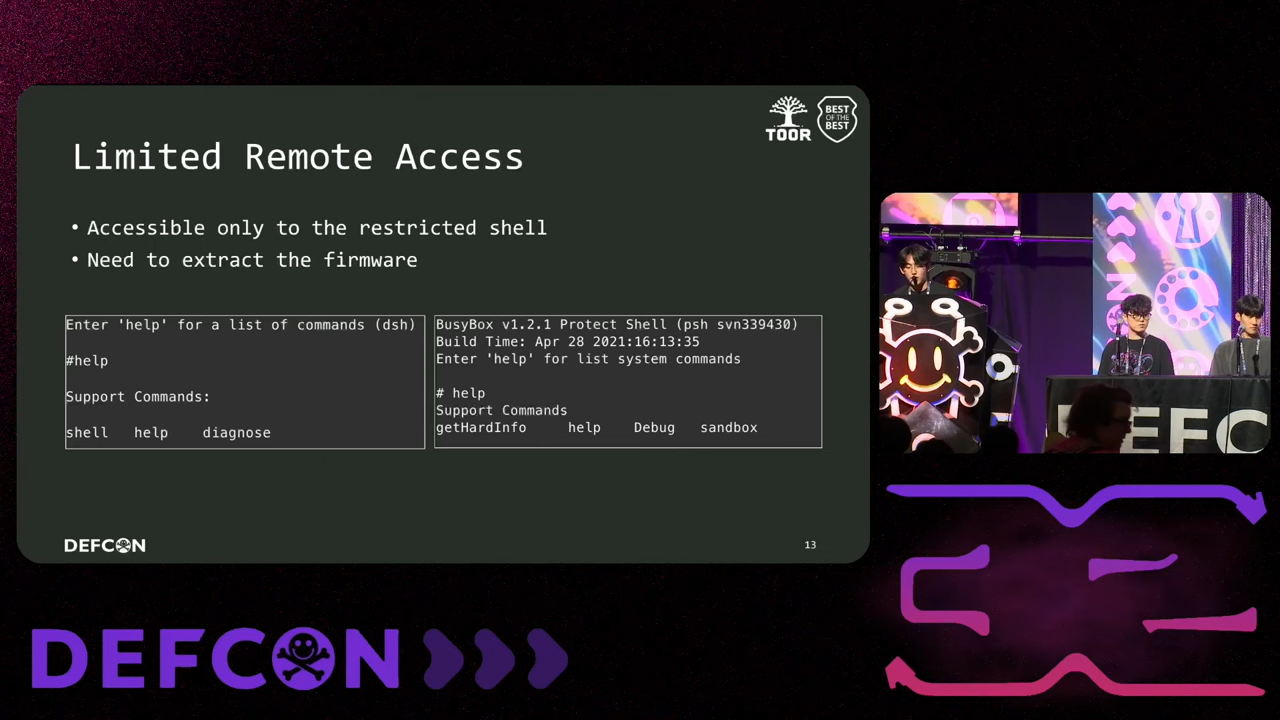 TOOR
BEST
OF THE
BEST
Limited Remote Access
• Accessible only to the restricted shell
• Need to extract the firmware
Enter 'help' for a list of commands (dsh)
#help
Support Commands:
shell help diagnose
BusyBox v1.2.1 Protect Shell (psh svn339430)
Build Time: Apr 28 2021:16:13:35
Enter 'help' for list system commands
# help
Support Commands
getHardInfo help Debug sandbox
DEFCON
13
DEFC
DEFCON